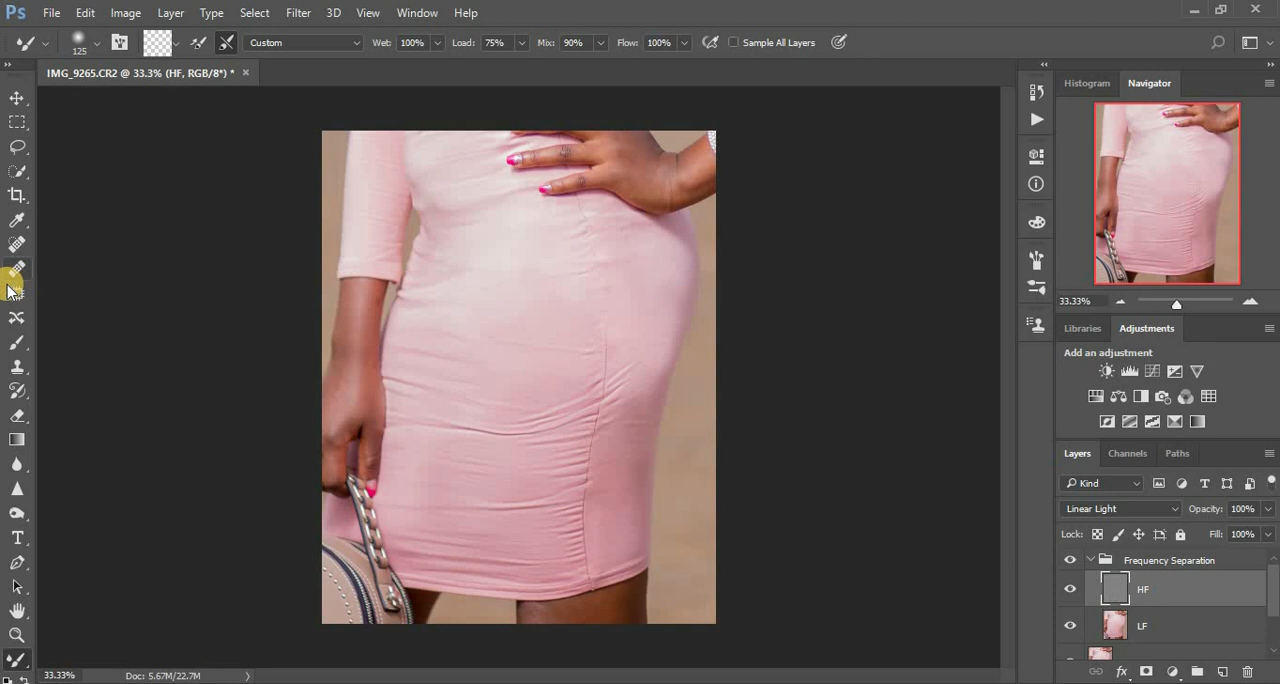 Ps File Edit Image Layer Type Select Filter 3D View Window Help
125 Custom Wet: 100% Load: 75% Mix: 90% Flow: 100% Sample All Layers
IMG_9265.CR2 @ 33.3% (HF, RGB/8*) * ×
Histogram Navigator
33.33%
Libraries Adjustments
Add an adjustment
Layers Channels Paths
Kind
Linear Light Opacity: 100%
Lock: Fill: 100%
Frequency Separation
HF
LF
33.33% Doc: 5.67M/22.7M